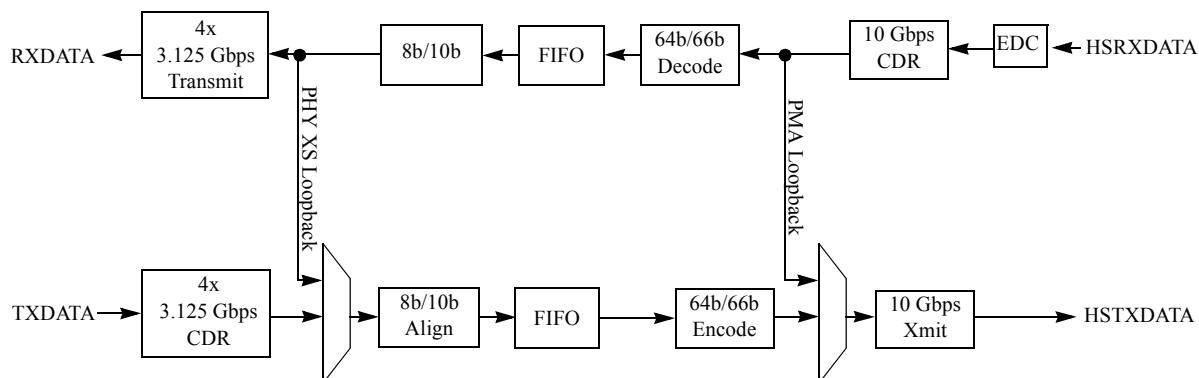 RXDATA
4x
3.125 Gbps
Transmit
8b/10b
FIFO
64b/66b
Decode
10 Gbps
CDR
EDC
HSRXDATA
PHY XS Loopback
PMA Loopback
TXDATA
4x
3.125 Gbps
CDR
8b/10b
Align
FIFO
64b/66b
Encode
10 Gbps
Xmit
HSTXDATA